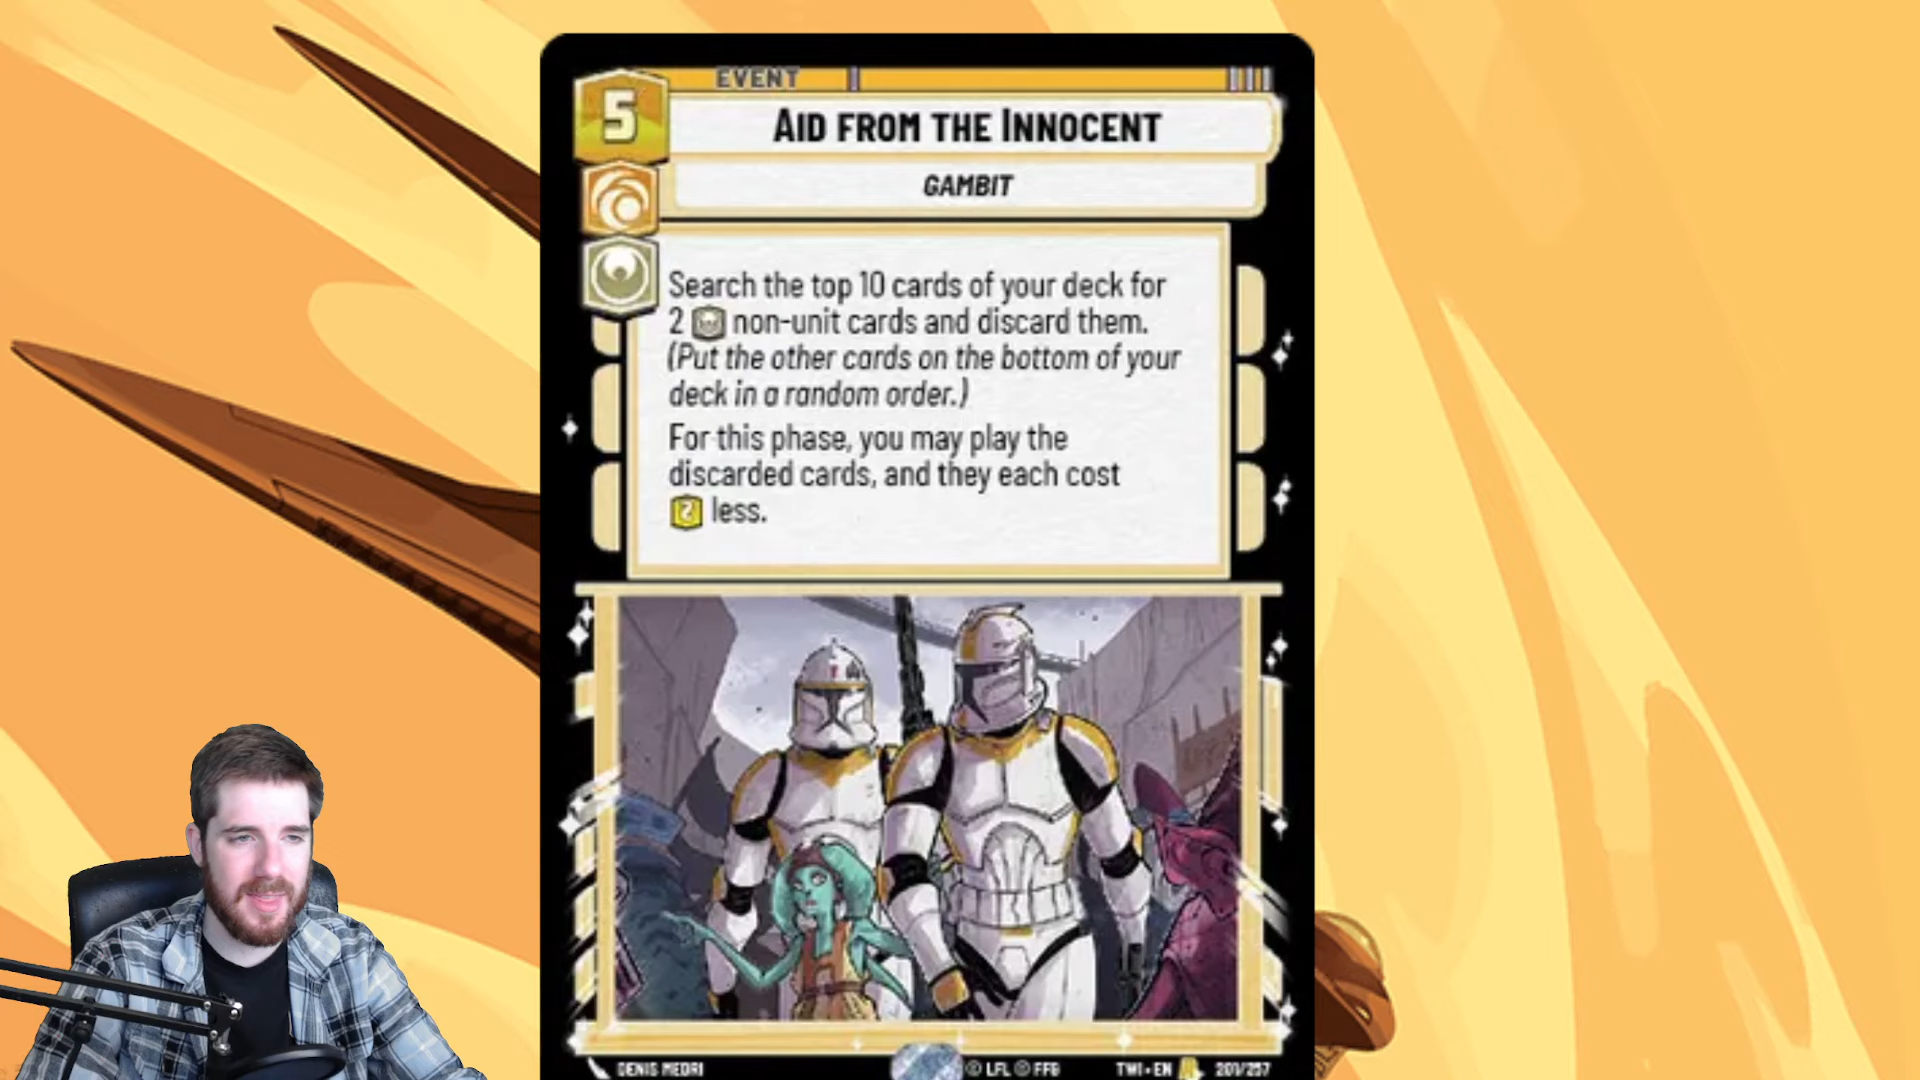 EVENT
5
AID FROM THE INNOCENT
GAMBIT
Search the top 10 cards of your deck for
2 non-unit cards and discard them.
(Put the other cards on the bottom of your
deck in a random order.)
For this phase, you may play the
discarded cards, and they each cost
2 less.
DENIS MEDRI
© LFL © FFG
TWI • EN
201/257